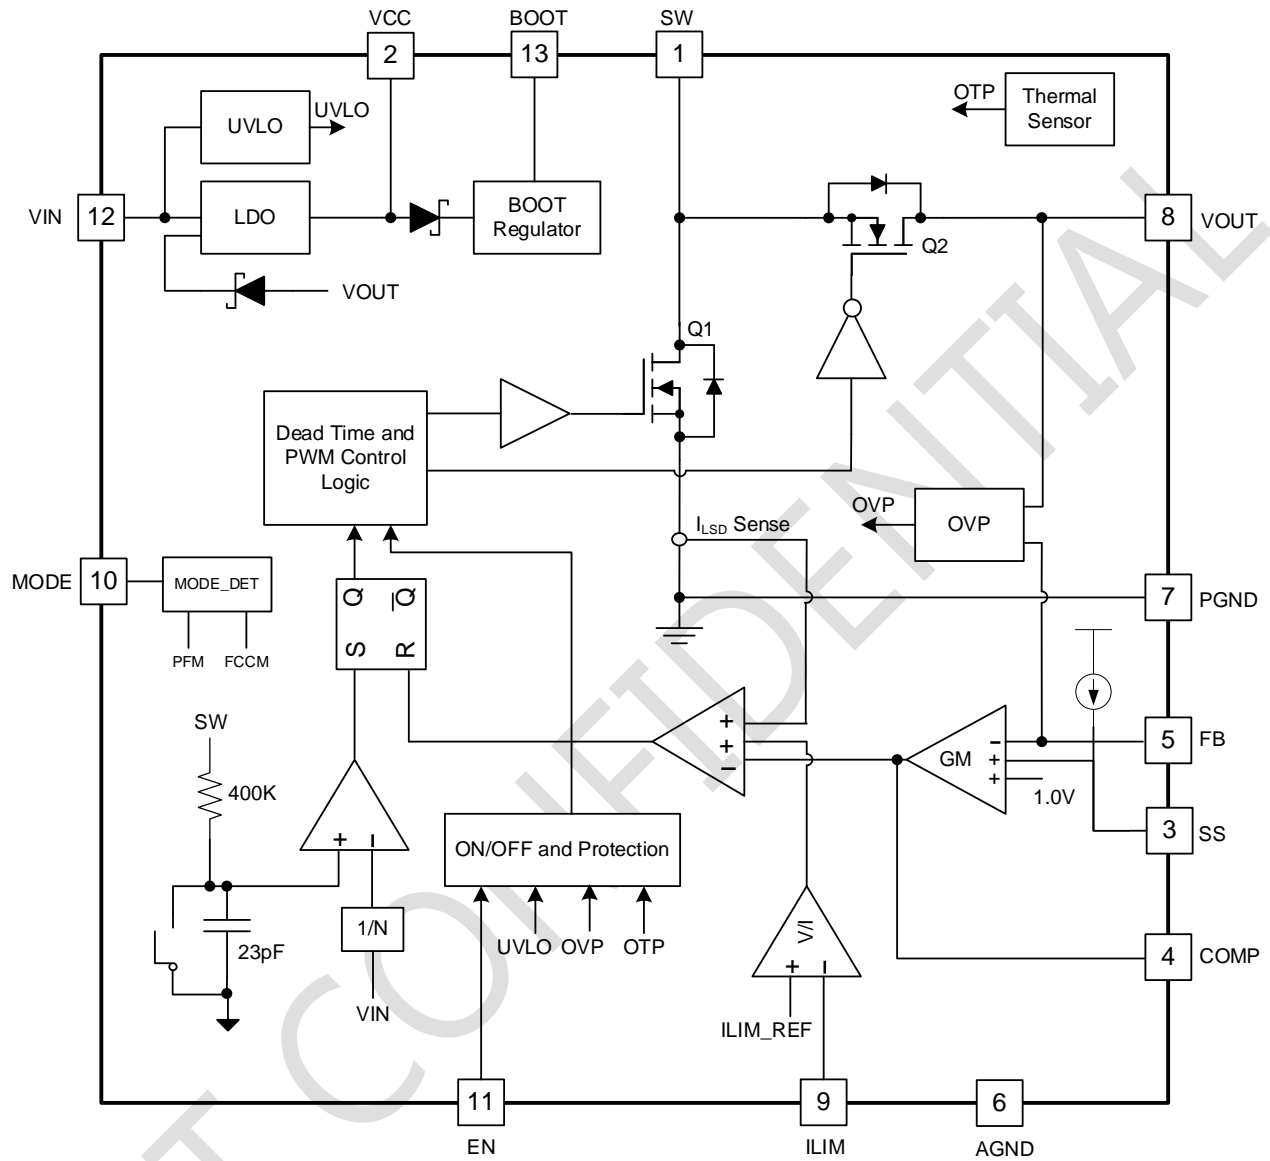 VCC
BOOT
SW
2
13
1
UVLO
UVLO
OTP
Thermal
Sensor
VIN
12
LDO
BOOT
Regulator
8
VOUT
Q2
VOUT
Q1
Dead Time and
PWM Control
Logic
OVP
OVP
I_LSD Sense
MODE
10
MODE_DET
PFM
FCCM
Q
Q̅
S
R
7
PGND
SW
400K
+
+
−
GM
−
+
+
1.0V
5
FB
3
SS
+
−
ON/OFF and Protection
1/N
23pF
VIN
UVLO
OVP
OTP
V/I
+
−
ILIM_REF
4
COMP
11
EN
9
ILIM
6
AGND
T CONFIDENTIAL